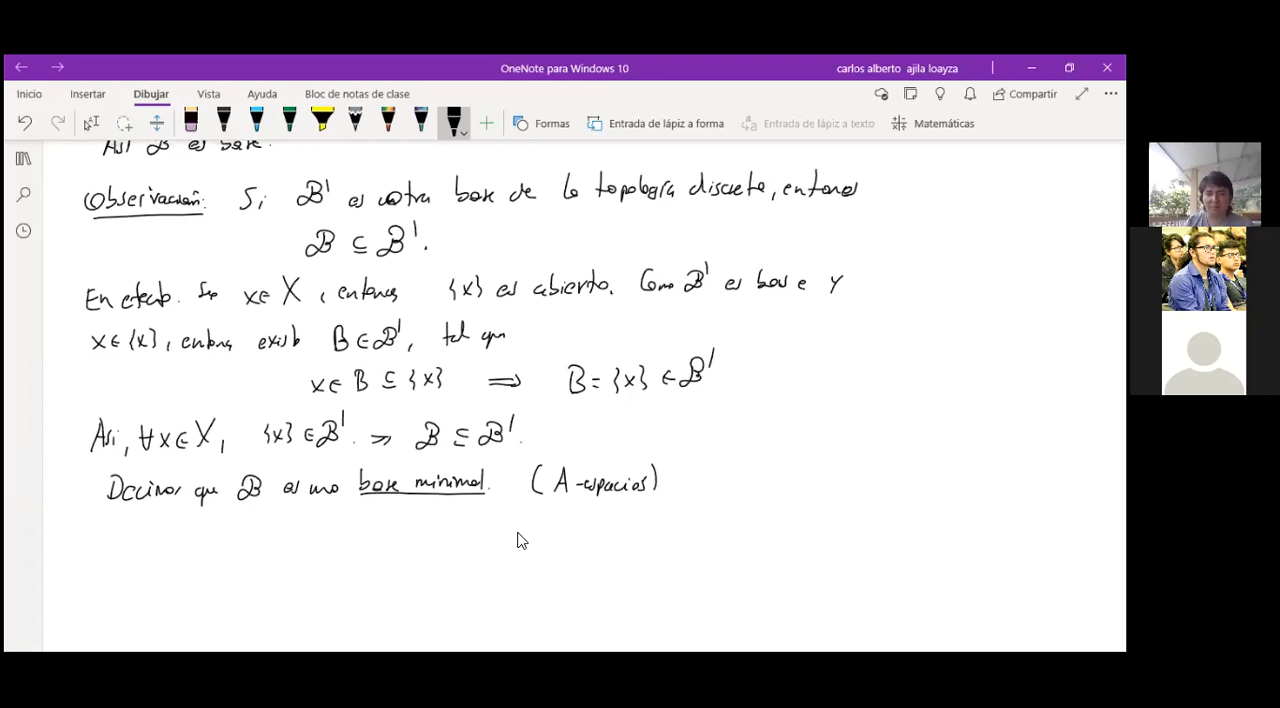 OneNote para Windows 10
carlos alberto ajila loayza
Inicio Insertar Dibujar Vista Ayuda Bloc de notas de clase
Compartir
Formas Entrada de lápiz a forma Entrada de lápiz a texto Matemáticas
Así ℬ es base.
Observación: Si ℬ' es otra base de la topología discreta, entonces
ℬ ⊆ ℬ'.
En efecto. Sea x∈X, entonces {x} es abierto. Como ℬ' es base y
x∈{x}, entonces existe B∈ℬ', tal que
x∈B⊆{x} ⟹ B={x}∈ℬ'
Así, ∀x∈X, {x}∈ℬ'. ⇒ ℬ⊆ℬ'.
Decimos que ℬ es una base minimal. (A-espacios)